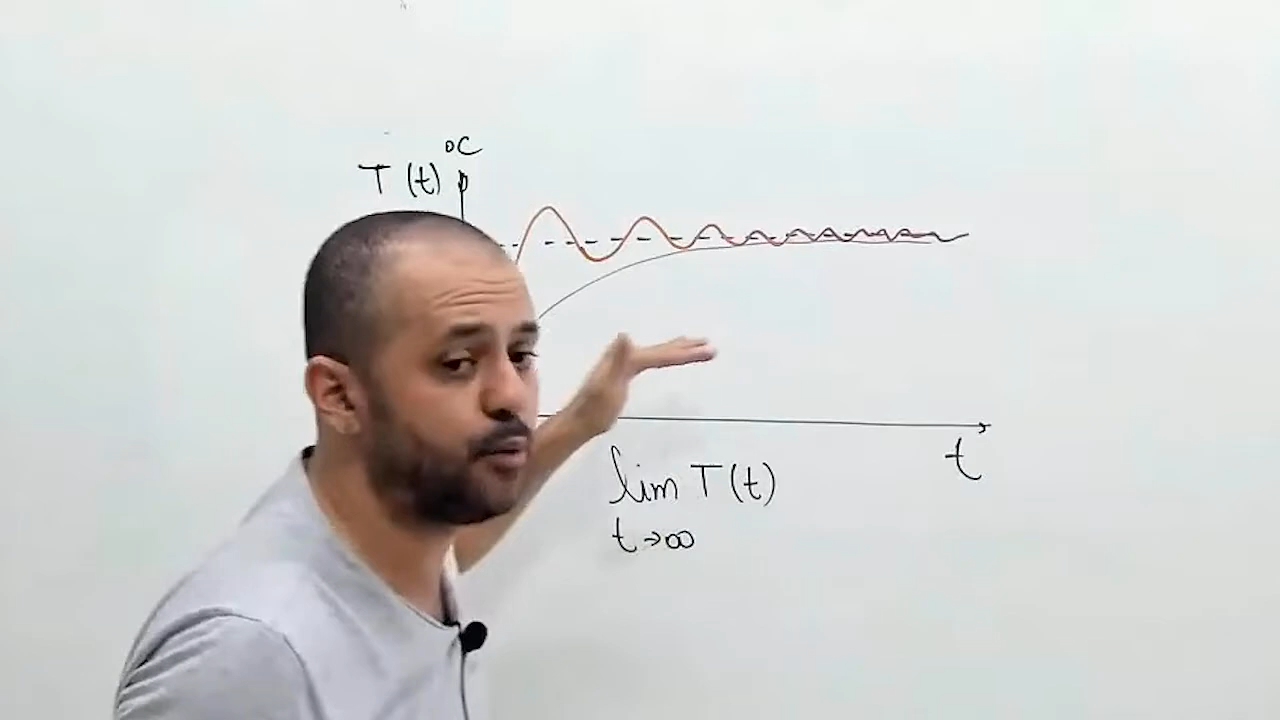 °C
T (t)
t
lim T(t)
t→∞